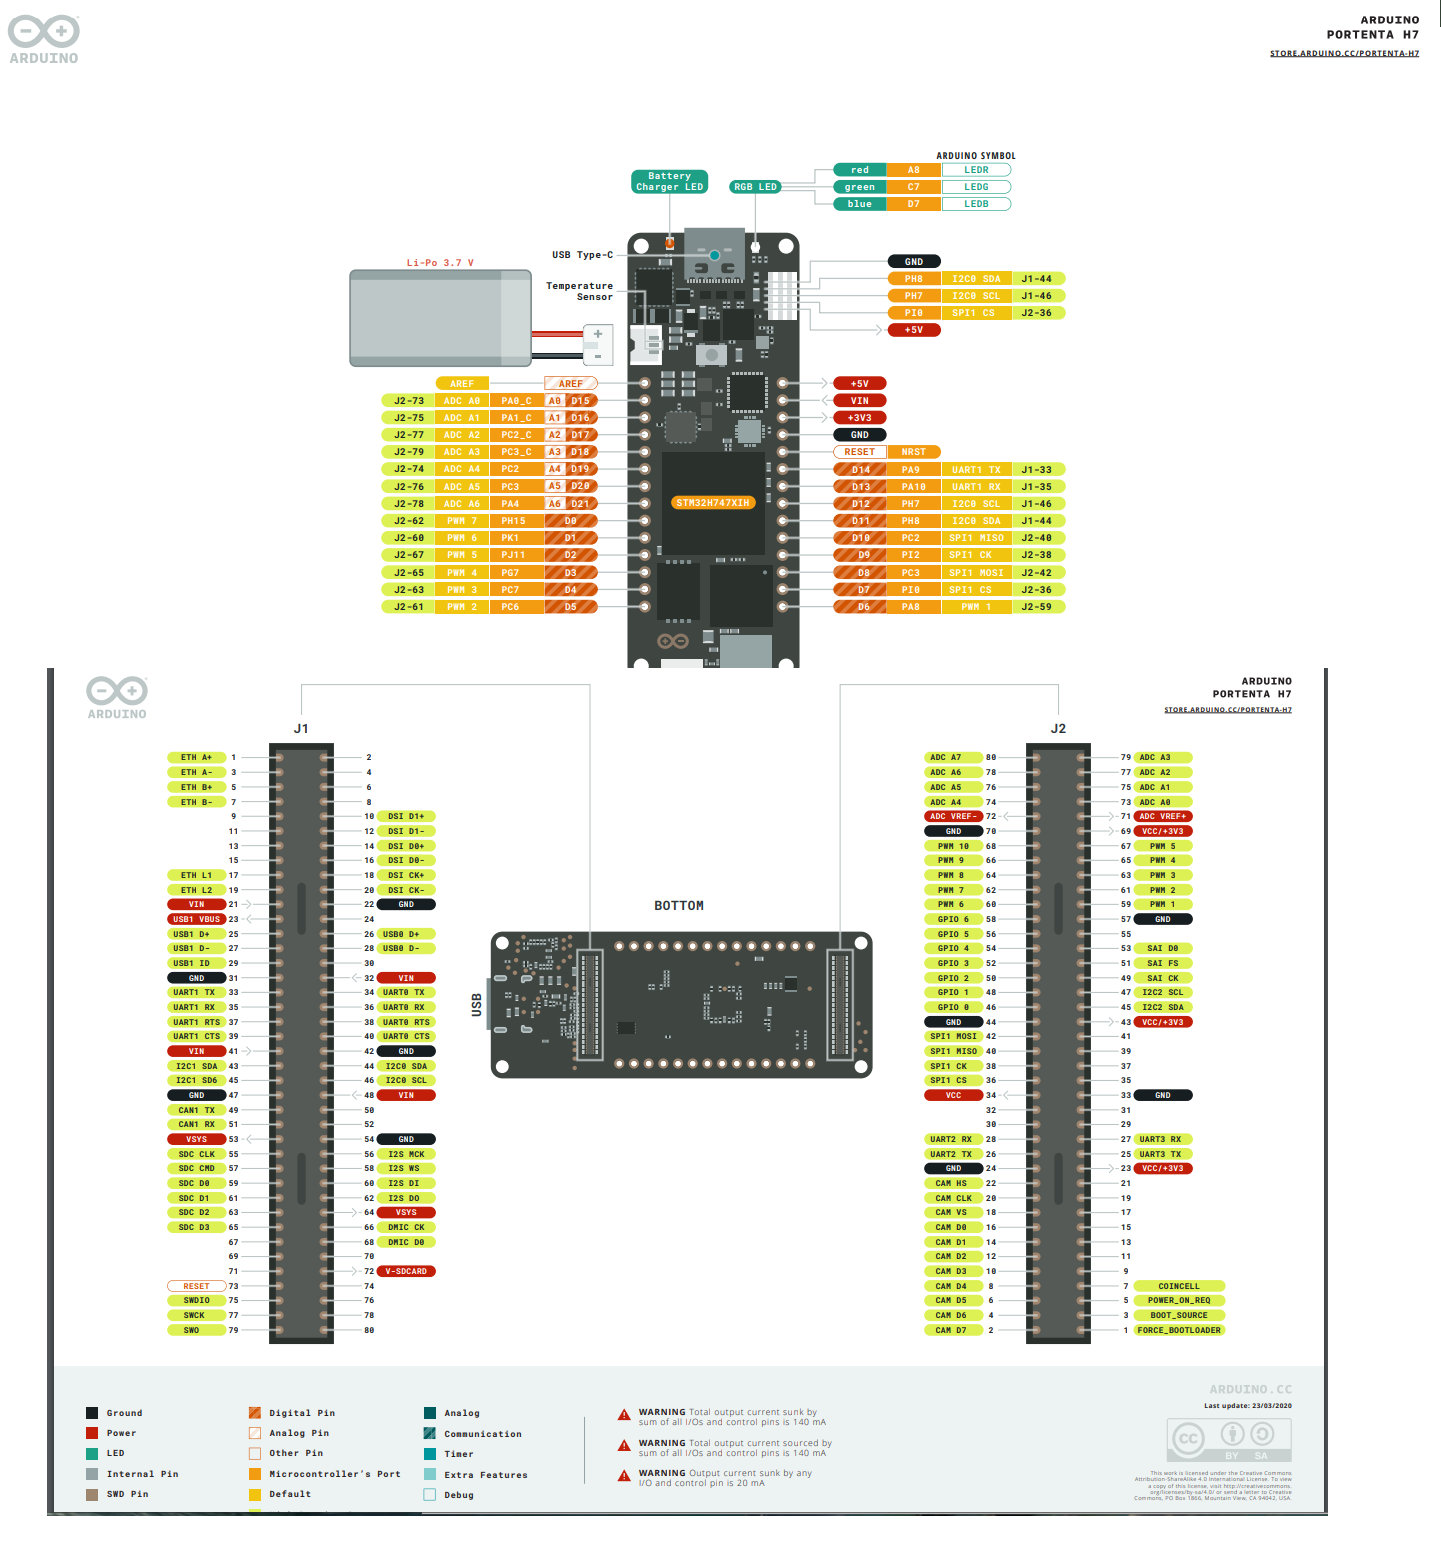 ARDUINO
ARDUINO
PORTENTA H7
STORE.ARDUINO.CC/PORTENTA-H7
ARDUINO SYMBOL
Battery
Charger LED
RGB LED
red A8 LEDR
green C7 LEDG
blue D7 LEDB
USB Type-C
Li-Po 3.7 V
Temperature
Sensor
+
-
GND
PH8 I2C0 SDA J1-44
PH7 I2C0 SCL J1-46
PI0 SPI1 CS J2-36
+5V
AREF AREF
J2-73 ADC A0 PA0_C A0 D15
J2-75 ADC A1 PA1_C A1 D16
J2-77 ADC A2 PC2_C A2 D17
J2-79 ADC A3 PC3_C A3 D18
J2-74 ADC A4 PC2 A4 D19
J2-76 ADC A5 PC3 A5 D20
J2-78 ADC A6 PA4 A6 D21
J2-62 PWM 7 PH15 D0
J2-60 PWM 6 PK1 D1
J2-67 PWM 5 PJ11 D2
J2-65 PWM 4 PG7 D3
J2-63 PWM 3 PC7 D4
J2-61 PWM 2 PC6 D5
STM32H747XIH
+5V
VIN
+3V3
GND
RESET NRST
D14 PA9 UART1 TX J1-33
D13 PA10 UART1 RX J1-35
D12 PH7 I2C0 SCL J1-46
D11 PH8 I2C0 SDA J1-44
D10 PC2 SPI1 MISO J2-40
D9 PI2 SPI1 CK J2-38
D8 PC3 SPI1 MOSI J2-42
D7 PI0 SPI1 CS J2-36
D6 PA8 PWM 1 J2-59
ARDUINO
ARDUINO
PORTENTA H7
STORE.ARDUINO.CC/PORTENTA-H7
J1
ETH A+ 1 2
ETH A- 3 4
ETH B+ 5 6
ETH B- 7 8
9 10 DSI D1+
11 12 DSI D1-
13 14 DSI D0+
15 16 DSI D0-
ETH L1 17 18 DSI CK+
ETH L2 19 20 DSI CK-
VIN 21 22 GND
USB1 VBUS 23 24
USB1 D+ 25 26 USB0 D+
USB1 D- 27 28 USB0 D-
USB1 ID 29 30
GND 31 32 VIN
UART1 TX 33 34 UART0 TX
UART1 RX 35 36 UART0 RX
UART1 RTS 37 38 UART0 RTS
UART1 CTS 39 40 UART0 CTS
VIN 41 42 GND
I2C1 SDA 43 44 I2C0 SDA
I2C1 SD6 45 46 I2C0 SCL
GND 47 48 VIN
CAN1 TX 49 50
CAN1 RX 51 52
VSYS 53 54 GND
SDC CLK 55 56 I2S MCK
SDC CMD 57 58 I2S WS
SDC D0 59 60 I2S DI
SDC D1 61 62 I2S DO
SDC D2 63 64 VSYS
SDC D3 65 66 DMIC CK
67 68 DMIC D0
69 70
71 72 V-SDCARD
RESET 73 74
SWDIO 75 76
SWCK 77 78
SWO 79 80
BOTTOM
USB
J2
ADC A7 80 79 ADC A3
ADC A6 78 77 ADC A2
ADC A5 76 75 ADC A1
ADC A4 74 73 ADC A0
ADC VREF- 72 71 ADC VREF+
GND 70 69 VCC/+3V3
PWM 10 68 67 PWM 5
PWM 9 66 65 PWM 4
PWM 8 64 63 PWM 3
PWM 7 62 61 PWM 2
PWM 6 60 59 PWM 1
GPIO 6 58 57 GND
GPIO 5 56 55
GPIO 4 54 53 SAI D0
GPIO 3 52 51 SAI FS
GPIO 2 50 49 SAI CK
GPIO 1 48 47 I2C2 SCL
GPIO 0 46 45 I2C2 SDA
GND 44 43 VCC/+3V3
SPI1 MOSI 42 41
SPI1 MISO 40 39
SPI1 CK 38 37
SPI1 CS 36 35
VCC 34 33 GND
32 31
30 29
UART2 RX 28 27 UART3 RX
UART2 TX 26 25 UART3 TX
GND 24 23 VCC/+3V3
CAM HS 22 21
CAM CLK 20 19
CAM VS 18 17
CAM D0 16 15
CAM D1 14 13
CAM D2 12 11
CAM D3 10 9
CAM D4 8 7 COINCELL
CAM D5 6 5 POWER_ON_REQ
CAM D6 4 3 BOOT_SOURCE
CAM D7 2 1 FORCE_BOOTLOADER
Ground
Power
LED
Internal Pin
SWD Pin
Digital Pin
Analog Pin
Other Pin
Microcontroller's Port
Default
Analog
Communication
Timer
Extra Features
Debug
WARNING Total output current sunk by
sum of all I/Os and control pins is 140 mA
WARNING Total output current sourced by
sum of all I/Os and control pins is 140 mA
WARNING Output current sunk by any
I/O and control pin is 20 mA
ARDUINO.CC
Last update: 23/03/2020
cc
BY SA
This work is licensed under the Creative Commons
Attribution-ShareAlike 4.0 International License. To view
a copy of this license, visit http://creativecommons.
org/licenses/by-sa/4.0/ or send a letter to Creative
Commons, PO Box 1866, Mountain View, CA 94042, USA.